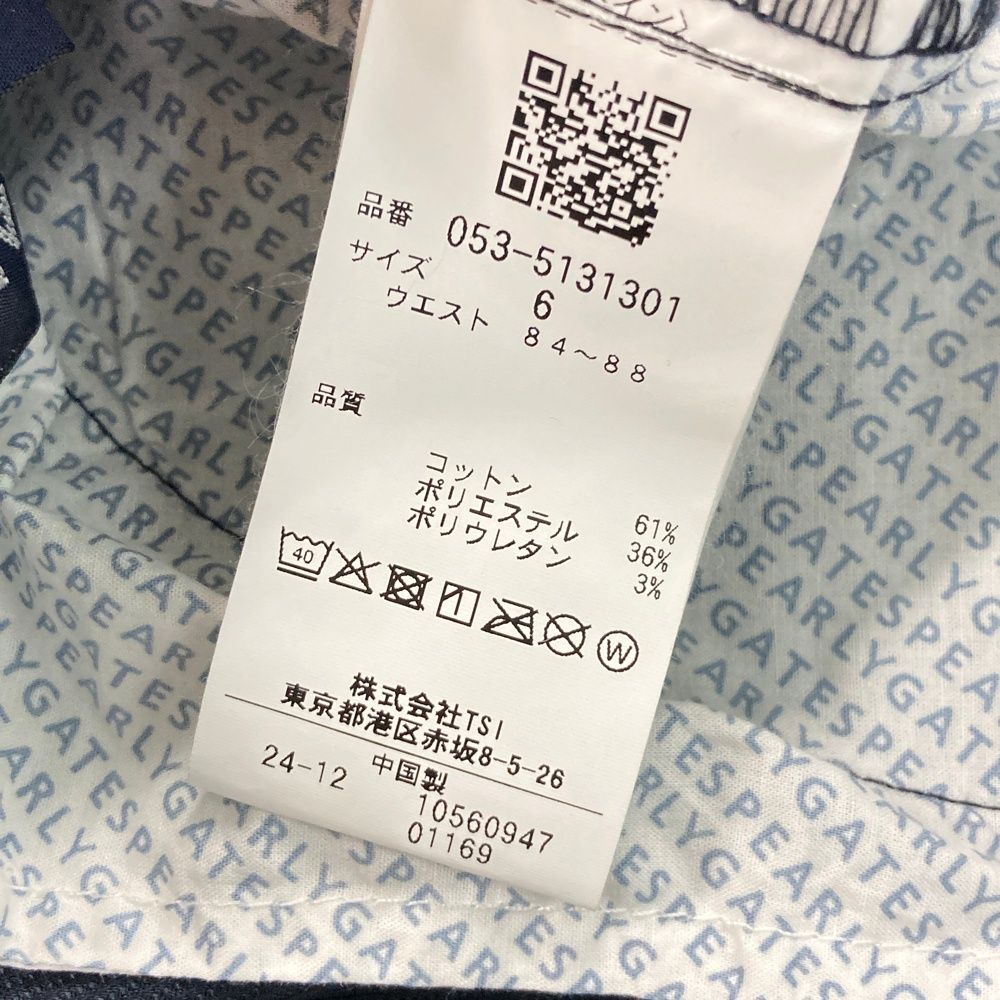 イン〉
品番 053-5131301
サイズ 6
ウエスト 84～88
品質
コットン 61%
ポリエステル 36%
ポリウレタン 3%
40
W
株式会社TSI
東京都港区赤坂8-5-26
24-12 中国製
10560947
01169
PEARLYGATES